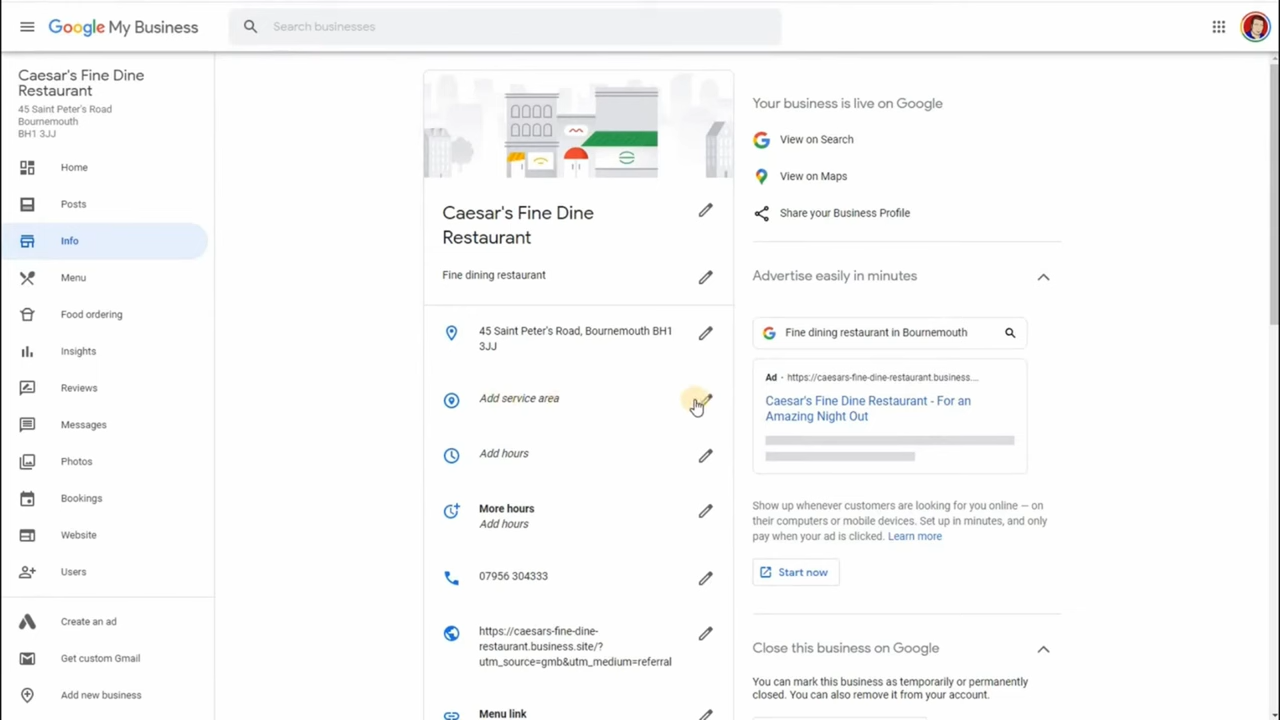 Google My Business
Search businesses
Caesar's Fine Dine
Restaurant
45 Saint Peter's Road
Bournemouth
BH1 3JJ
Home
Posts
Info
Menu
Food ordering
Insights
Reviews
Messages
Photos
Bookings
Website
Users
Create an ad
Get custom Gmail
Add new business
Caesar's Fine Dine
Restaurant
Fine dining restaurant
45 Saint Peter's Road, Bournemouth BH1
3JJ
Add service area
Add hours
More hours
Add hours
07956 304333
https://caesars-fine-dine-
restaurant.business.site/?
utm_source=gmb&utm_medium=referral
Menu link
Your business is live on Google
View on Search
View on Maps
Share your Business Profile
Advertise easily in minutes
Fine dining restaurant in Bournemouth
Ad · https://caesars-fine-dine-restaurant.business...
Caesar's Fine Dine Restaurant - For an
Amazing Night Out
Show up whenever customers are looking for you online — on
their computers or mobile devices. Set up in minutes, and only
pay when your ad is clicked. Learn more
Start now
Close this business on Google
You can mark this business as temporarily or permanently
closed. You can also remove it from your account.